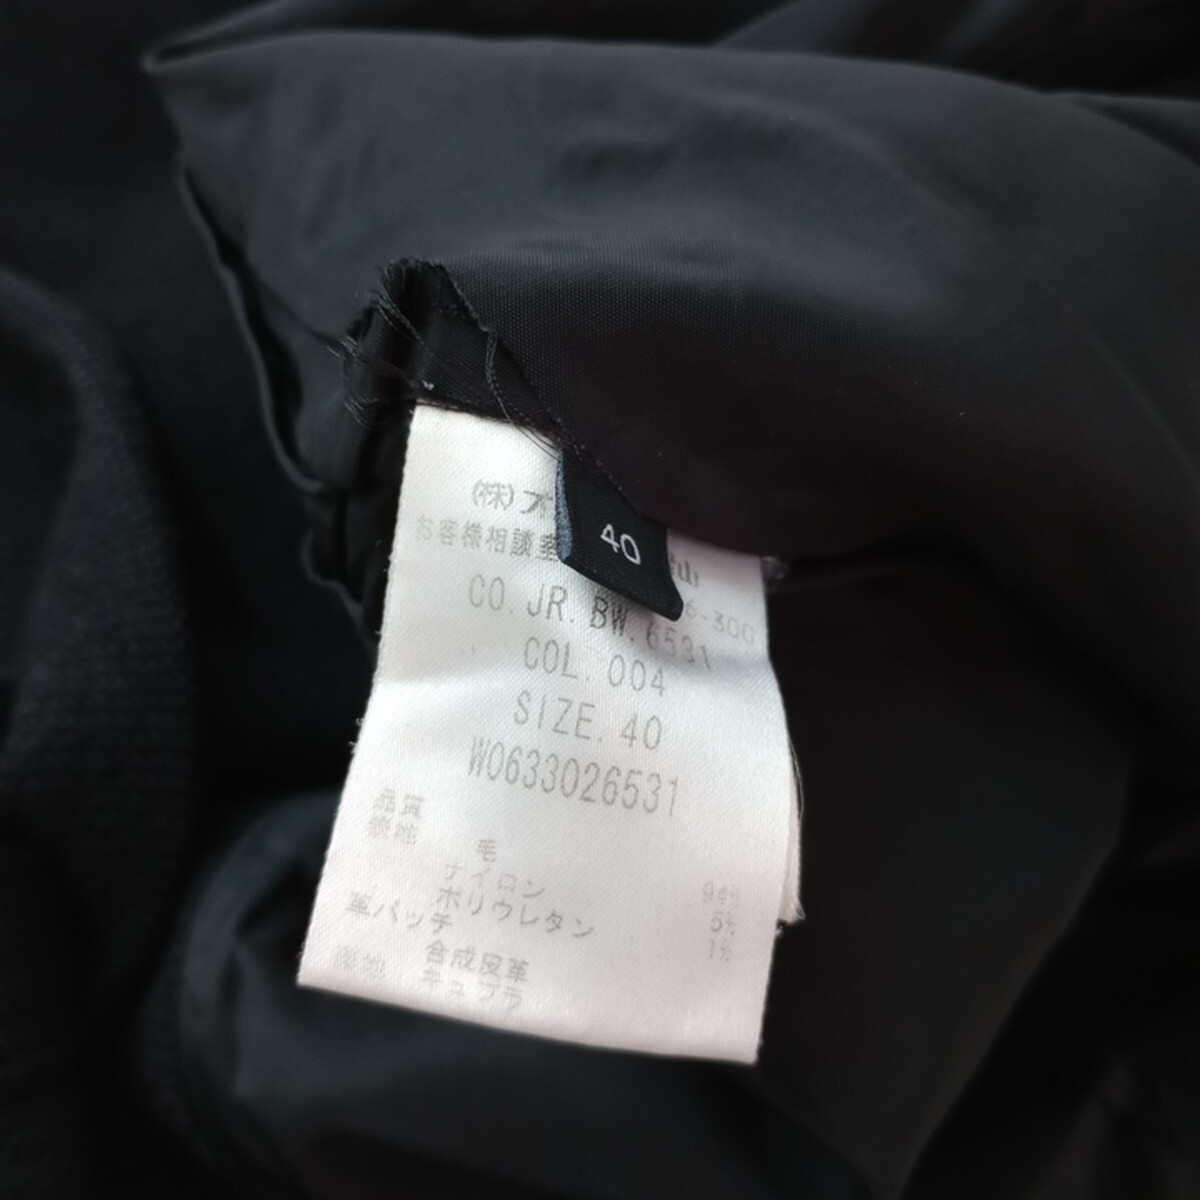 (株)オ
40
お客様相談室
6-300
CO. JR. BW. 6531
COL. 004
SIZE. 40
W0633026531
品質
表地 毛 94%
ナイロン 5%
ポリウレタン 1%
革パッチ
合成皮革
裏地 キュプラ